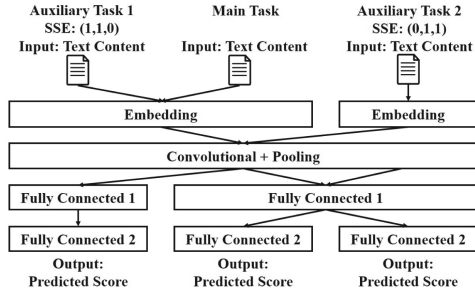 Auxiliary Task 1
SSE: (1,1,0)
Input: Text Content
Main Task
Input: Text Content
Auxiliary Task 2
SSE: (0,1,1)
Input: Text Content
Embedding
Embedding
Convolutional + Pooling
Fully Connected 1
Fully Connected 1
Fully Connected 2
Fully Connected 2
Fully Connected 2
Output:
Predicted Score
Output:
Predicted Score
Output:
Predicted Score